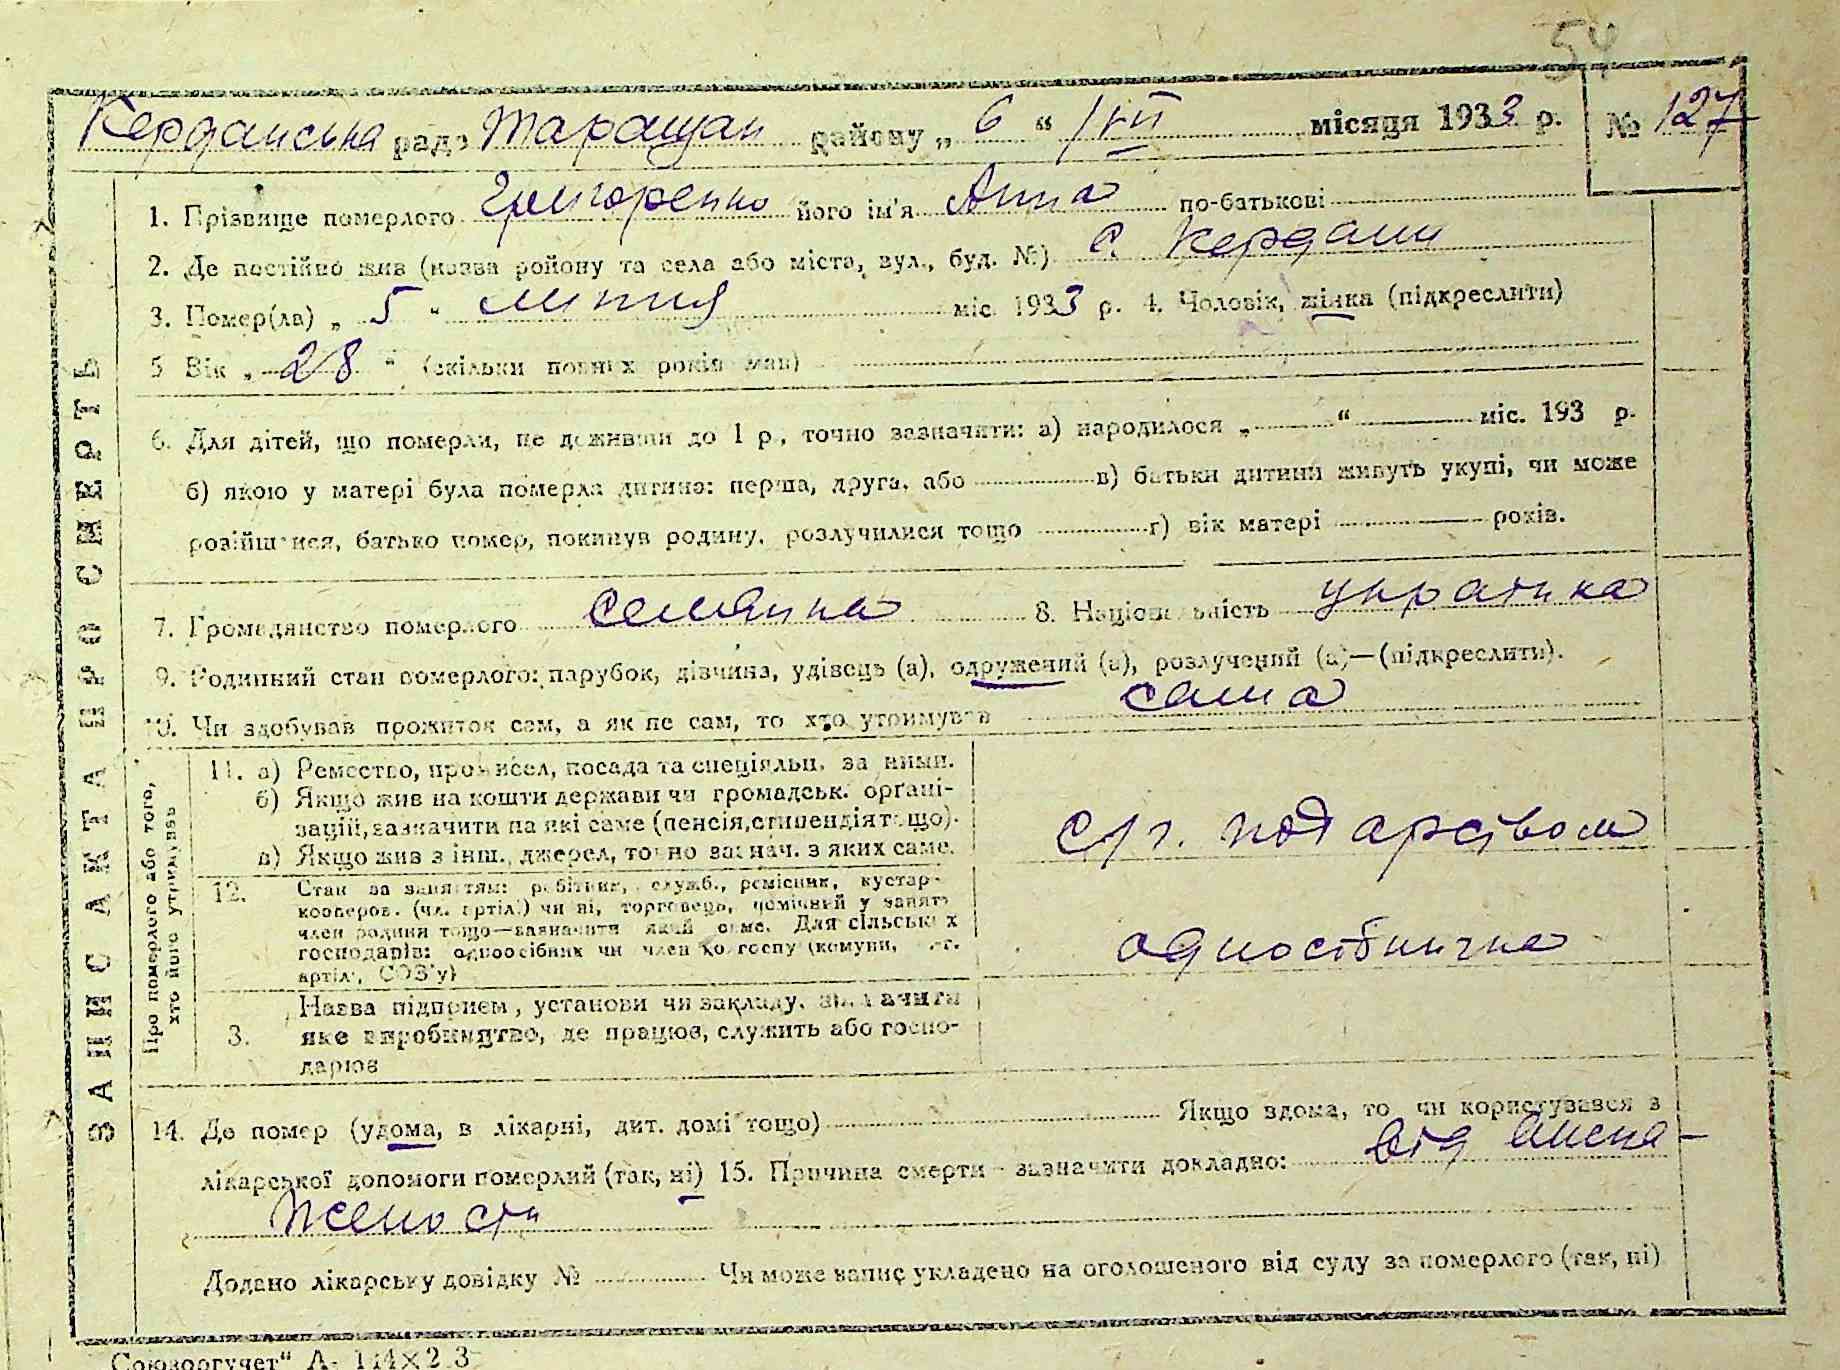 54
Керданська рада Таращан району „ 6 “ /VII місяця 1933 р. № 127
1. Прізвище померлого Григоренко його ім'я Анна по-батькові
2. Де постійно жив (назва району та села або міста, вул., буд. №) с. Кердани
3. Помер(ла) „ 5 “ липня міс. 1933 р. 4. Чоловік, жінка (підкреслити)
5 Вік „ 28 “ (скільки повних років мав)
6. Для дітей, що померли, не доживши до 1 р., точно зазначити: а) народилося „ — “ — міс. 193 р.
б) якою у матері була померла дитина: перша, друга, або в) батьки дитини живуть укупі, чи може
розійшлися, батько помер, покинув родину, розлучилися тощо г) вік матері — років.
7. Громадянство померлого 8. Національність украінка
9. Родинний стан померлого: парубок, дівчина, удівець (а), одружений (а), розлучений (а)—(підкреслити).
10. Чи здобував прожиток сам, а як не сам, то хто утримував сама
ЗАПИС АКТА ПРО СМЕРТЬ
Про померлого або того,
хто його утримував
11. а) Ремество, промисел, посада та спеціяльн. за ними.
б) Якщо жив на кошти держави чи громадськ. органі-
зацій, зазначити на які саме (пенсія, стипендія тощо).
в) Якщо жив з інш., джерел, точно зазнач. з яких саме.
с/г.
12. Стан за заняттям: робітник, служб., ремісник, кустар-
кооперов. (чл. артілі) чи ні, торговець, помічний у занят.
член родини тощо—зазначити який саме. Для сільських
господарів: одноосібник чи член колгоспу (комуни,
артілі, СОЗ'у)
одноосібнична
3. Назва підприєм., установи чи закладу, зазначити
яке виробництво, де працює, служить або госпо-
дарює
14. Де помер (удома, в лікарні, дит. домі тощо) Якщо вдома, то чи користувався з
лікарської допомоги померлий (так, ні) 15. Причина смерти—зазначити докладно: від висна-
женості
Додано лікарську довідку № Чи може запис укладено на оголошеного від суду за померлого (так, ні)
„Союзоргучет“ А-